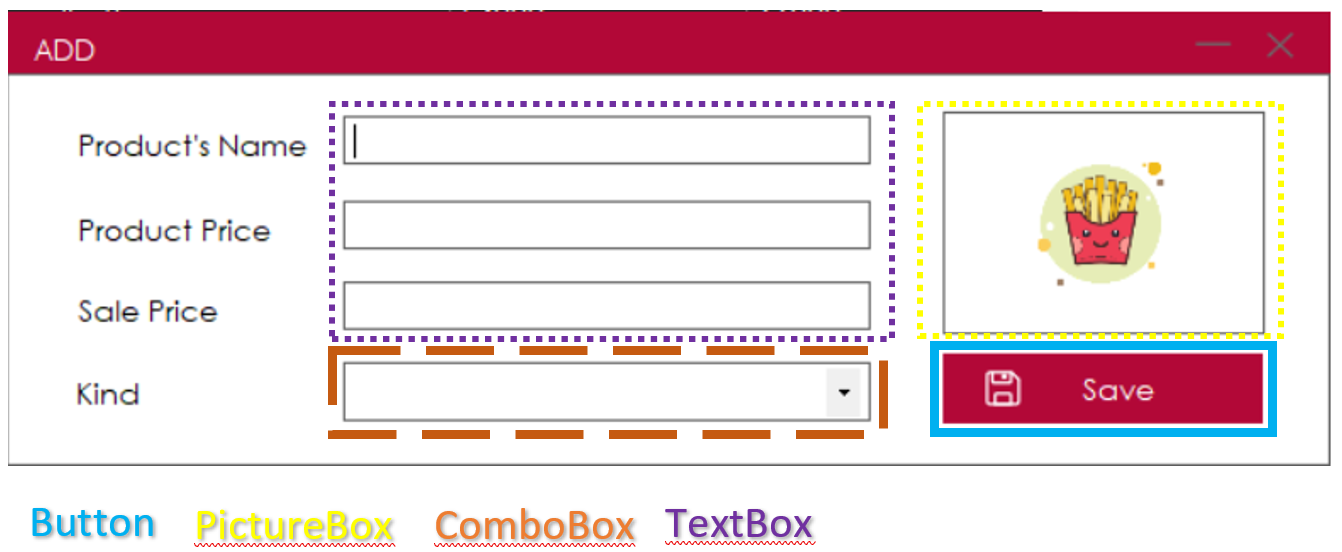 ADD
Product's Name
Product Price
Sale Price
Kind
Save
Button PictureBox ComboBox TextBox